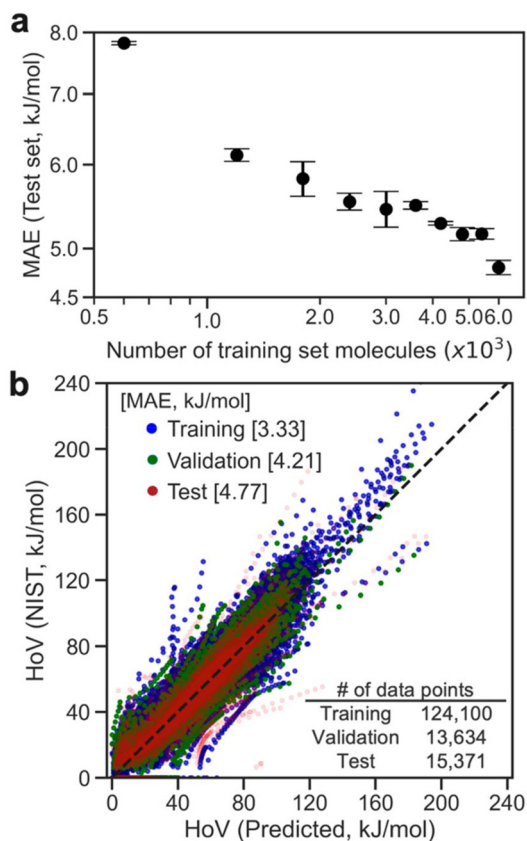 a
MAE (Test set, kJ/mol)
8.0
7.0
6.0
5.0
4.5
0.5 1.0 2.0 3.0 4.0 5.0 6.0
Number of training set molecules (x10³)
b
HoV (NIST, kJ/mol)
240
200
160
120
80
40
0
[MAE, kJ/mol]
Training [3.33]
Validation [4.21]
Test [4.77]
# of data points
Training 124,100
Validation 13,634
Test 15,371
0 40 80 120 160 200 240
HoV (Predicted, kJ/mol)